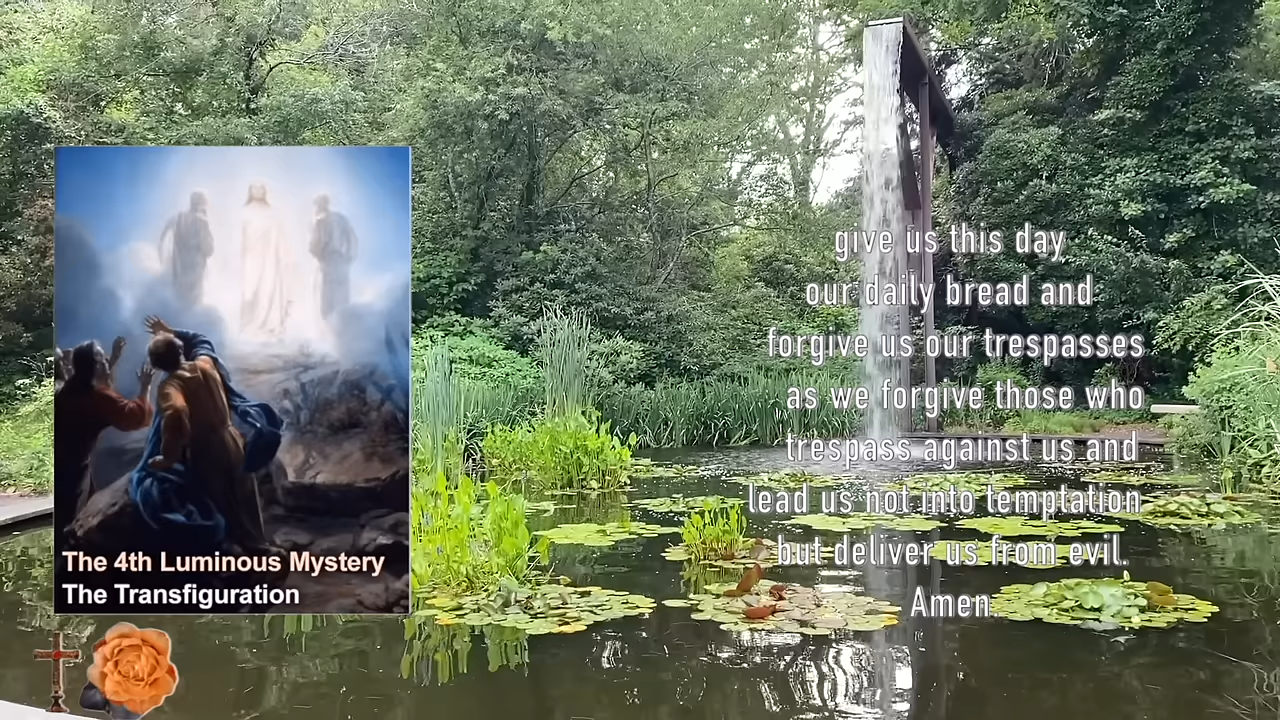 give us this day
our daily bread and
forgive us our trespasses
as we forgive those who
trespass against us and
lead us not into temptation
but deliver us from evil.
Amen.
The 4th Luminous Mystery
The Transfiguration